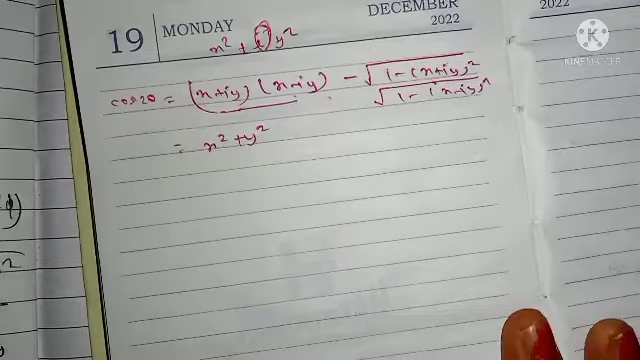 19 MONDAY
DECEMBER
2022
2022
K
KINEMASTER
x² + y²
cos2θ = (x+iy)(x-iy) - √1-(x+iy)²
√1-(x-iy)²
= x²+y²